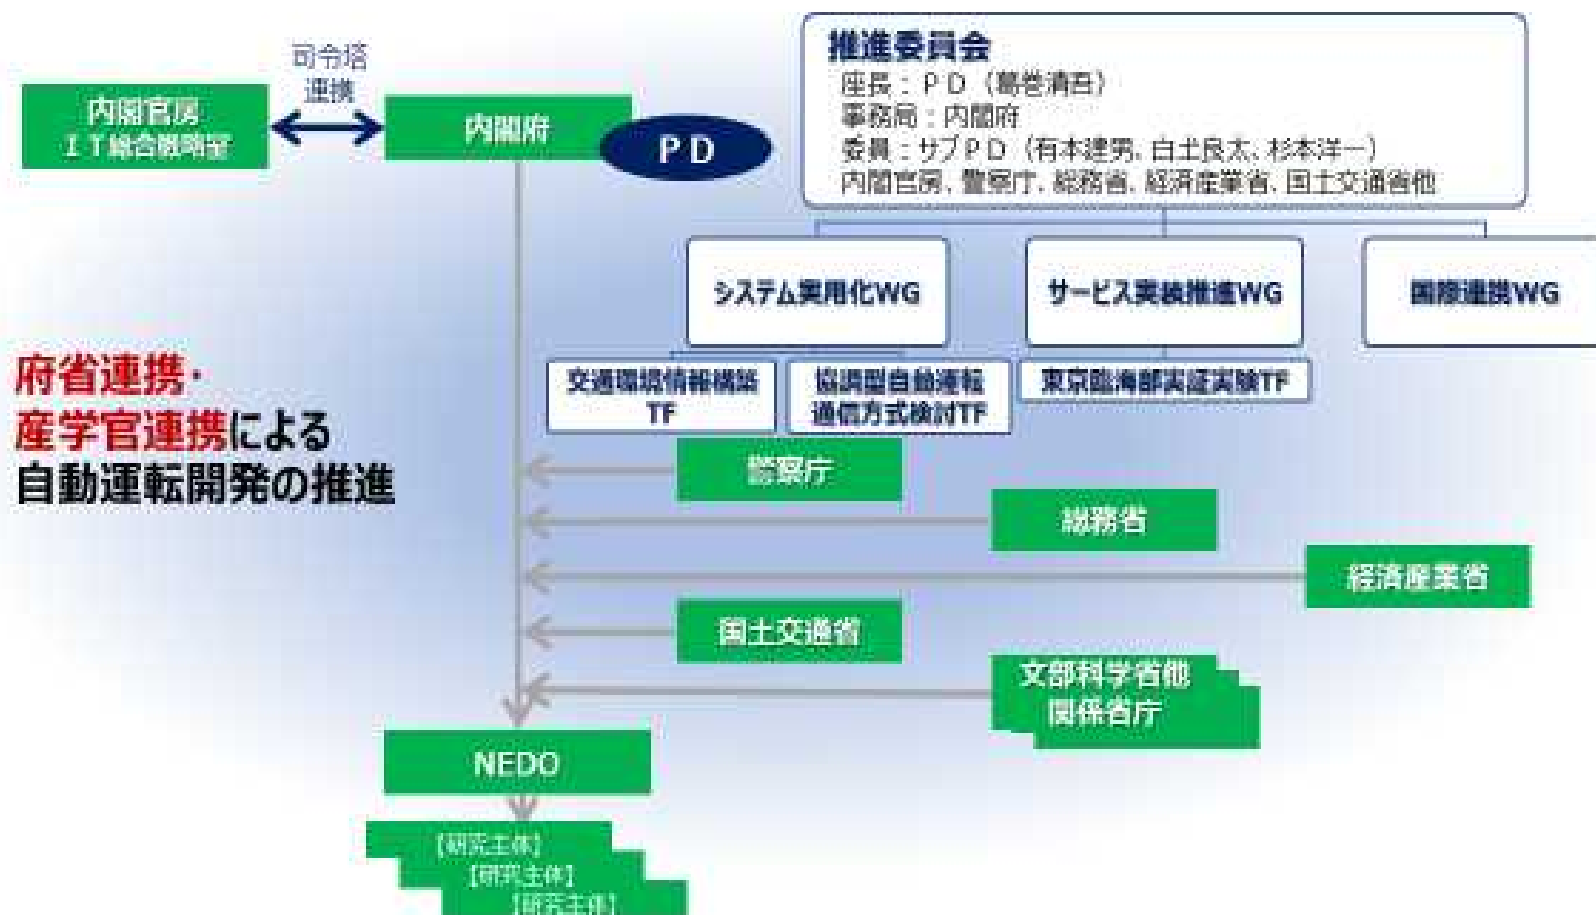 司令塔
連携
内閣官房
IT総合戦略室
内閣府
PD
推進委員会
座長：PD（葛巻清吾）
事務局：内閣府
委員：サブPD（有本建男、白土良太、杉本洋一）
内閣官房、警察庁、総務省、経済産業省、国土交通省他
システム実用化WG
サービス実装推進WG
国際連携WG
交通環境情報構築
TF
協調型自動運転
通信方式検討TF
東京臨海部実証実験TF
府省連携・
産学官連携による
自動運転開発の推進
警察庁
総務省
経済産業省
国土交通省
文部科学省他
関係省庁
NEDO
【研究主体】
【研究主体】
【研究主体】